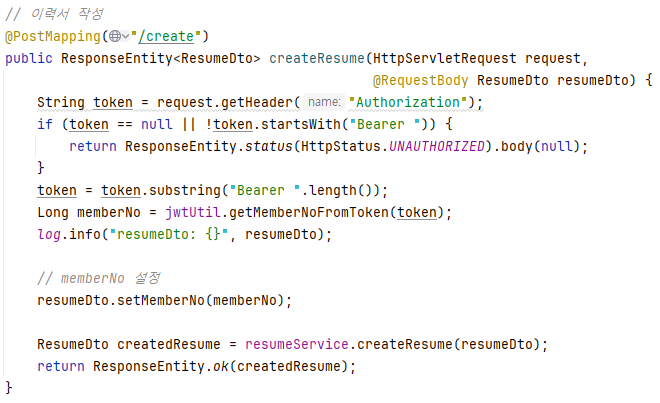 // 이력서 작성
@PostMapping("/create")
public ResponseEntity<ResumeDto> createResume(HttpServletRequest request,
                                              @RequestBody ResumeDto resumeDto) {
    String token = request.getHeader( name: "Authorization");
    if (token == null || !token.startsWith("Bearer ")) {
        return ResponseEntity.status(HttpStatus.UNAUTHORIZED).body(null);
    }
    token = token.substring("Bearer ".length());
    Long memberNo = jwtUtil.getMemberNoFromToken(token);
    log.info("resumeDto: {}", resumeDto);

    // memberNo 설정
    resumeDto.setMemberNo(memberNo);

    ResumeDto createdResume = resumeService.createResume(resumeDto);
    return ResponseEntity.ok(createdResume);
}